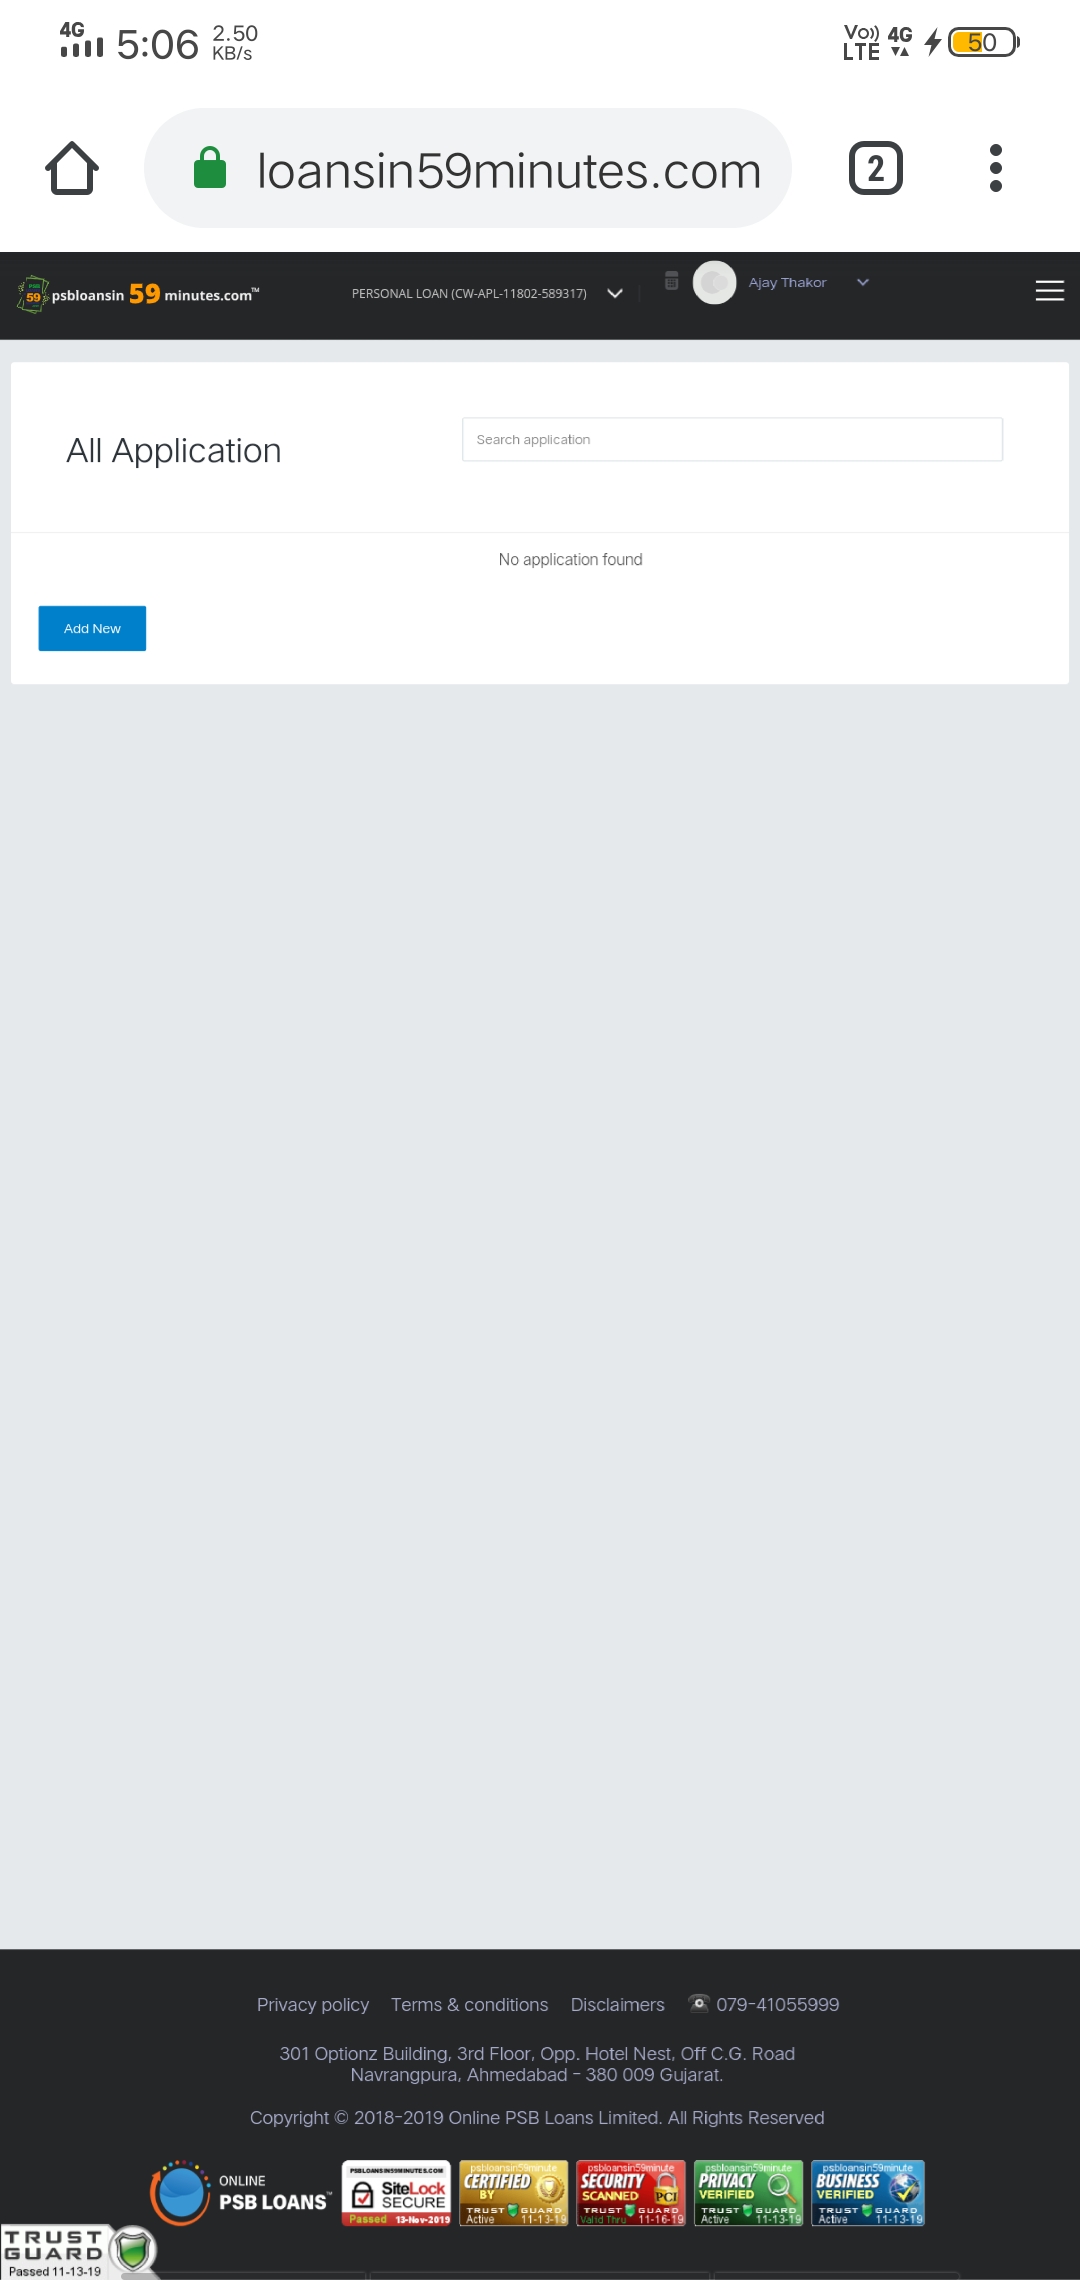 4G 5:06 2.50 KB/s Vo)) LTE 4G 50
loansin59minutes.com 2
59 psbloansin 59 minutes.com™ PERSONAL LOAN (CW-APL-11802-589317) Ajay Thakor
All Application Search application
No application found
Add New
Privacy policy Terms & conditions Disclaimers 079-41055999
301 Optionz Building, 3rd Floor, Opp. Hotel Nest, Off C.G. Road
Navrangpura, Ahmedabad - 380 009 Gujarat.
Copyright © 2018-2019 Online PSB Loans Limited. All Rights Reserved
ONLINE
PSB LOANS™
PSBLOANSIN59MINUTES.COM
SiteLock
SECURE
Passed 13-Nov-2019
psbloansin59minute
CERTIFIED
BY
TRUST GUARD
Active 11-13-19
psbloansin59minute
SECURITY
SCANNED PCI
TRUST GUARD
Valid Thru 11-16-19
psbloansin59minute
PRIVACY
VERIFIED
TRUST GUARD
Active 11-13-19
psbloansin59minute
BUSINESS
VERIFIED
TRUST GUARD
Active 11-13-19
TRUST
GUARD
Passed 11-13-19